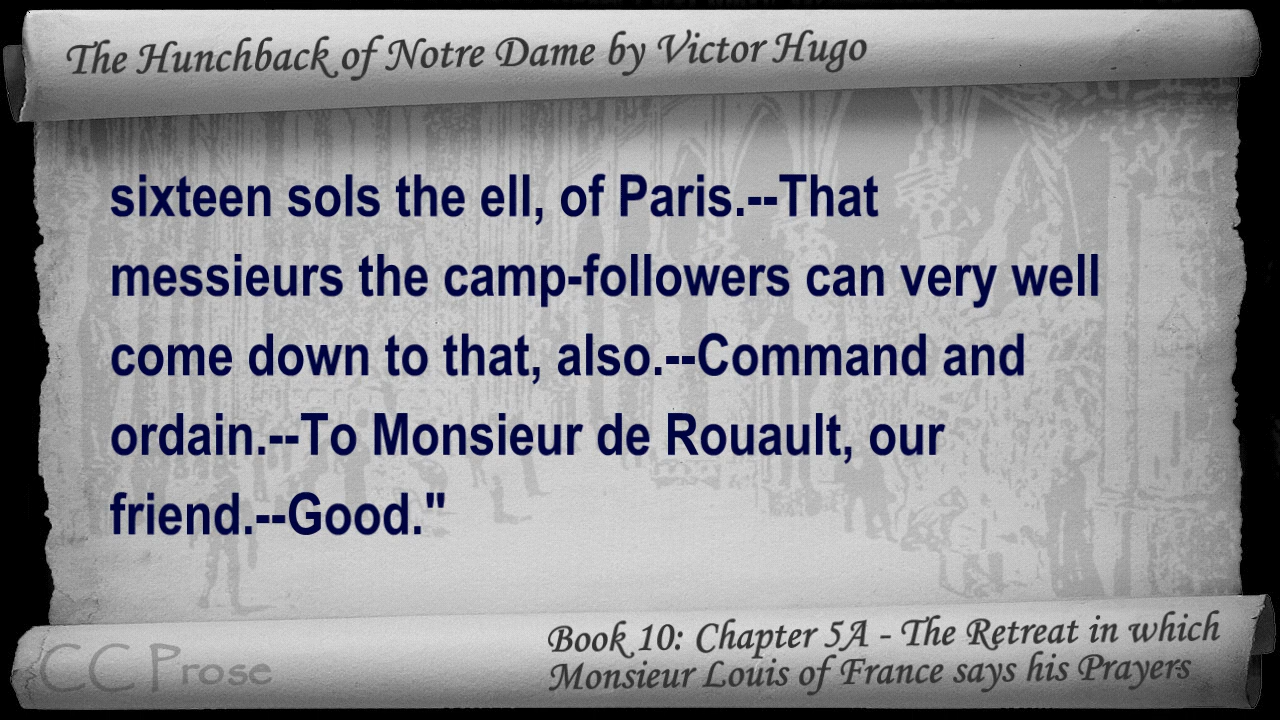 The Hunchback of Notre Dame by Victor Hugo
sixteen sols the ell, of Paris.--That
messieurs the camp-followers can very well
come down to that, also.--Command and
ordain.--To Monsieur de Rouault, our
friend.--Good."
Book 10: Chapter 5A - The Retreat in which
Monsieur Louis of France says his Prayers
CC Prose